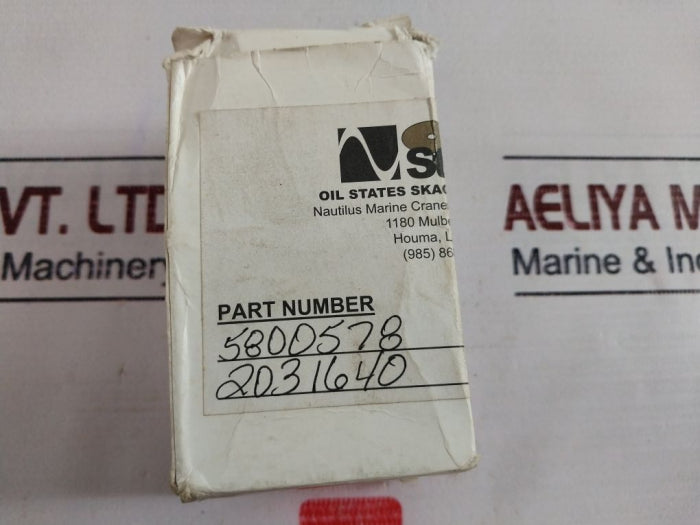 OIL STATES SKAG
Nautilus Marine Crane
1180 Mulbe
Houma, L
(985) 86
PART NUMBER
5800578
2031640
VT. LTD
Machinery
AELIYA M
Marine & Ind